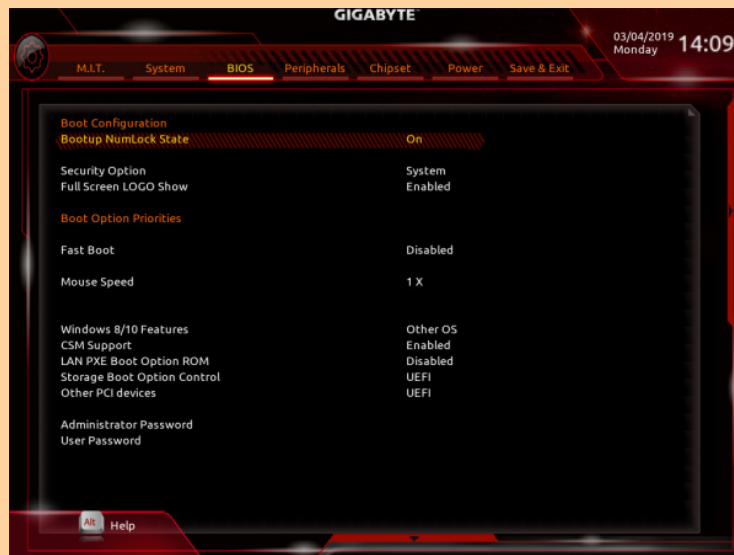 GIGABYTE
03/04/2019
Monday
14:09
M.I.T. System BIOS Peripherals Chipset Power Save & Exit
Boot Configuration
Bootup NumLock State On
Security Option System
Full Screen LOGO Show Enabled
Boot Option Priorities
Fast Boot Disabled
Mouse Speed 1 X
Windows 8/10 Features Other OS
CSM Support Enabled
LAN PXE Boot Option ROM Disabled
Storage Boot Option Control UEFI
Other PCI devices UEFI
Administrator Password
User Password
Alt Help